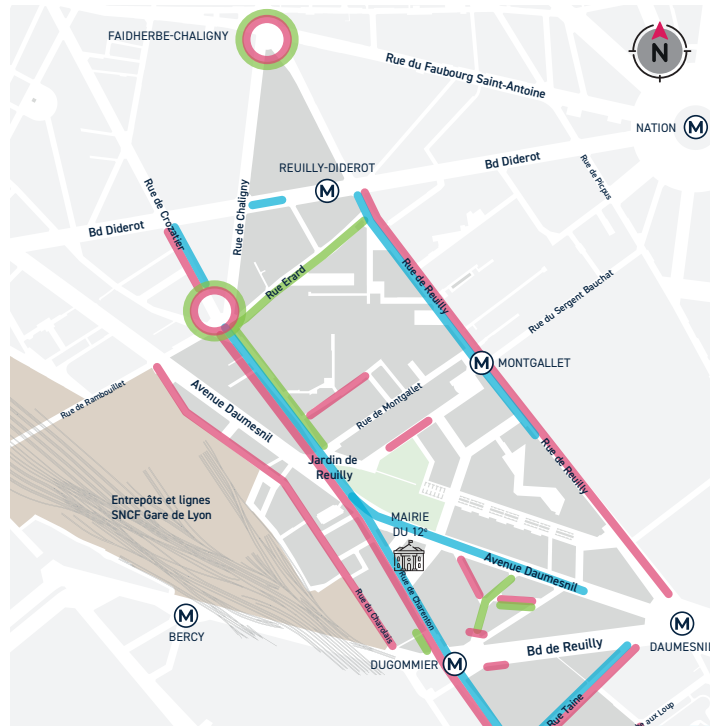 FAIDHERBE-CHALIGNY
Rue du Faubourg Saint-Antoine
N
NATION
M
REUILLY-DIDEROT
M
Bd Diderot
Rue de Picpus
Rue de Crozatier
Rue de Chaligny
Bd Diderot
Rue Erard
Rue de Reuilly
Rue du Sergent Bauchat
M
MONTGALLET
Rue de Rambouillet
Avenue Daumesnil
Rue de Montgallet
Jardin de
Reuilly
Rue de Reuilly
Entrepôts et lignes
SNCF Gare de Lyon
MAIRIE
DU 12e
Avenue Daumesnil
Rue de Charenton
Rue du Charolais
M
BERCY
M
DAUMESNIL
Bd de Reuilly
DUGOMMIER
M
Rue Taine
aux Loup